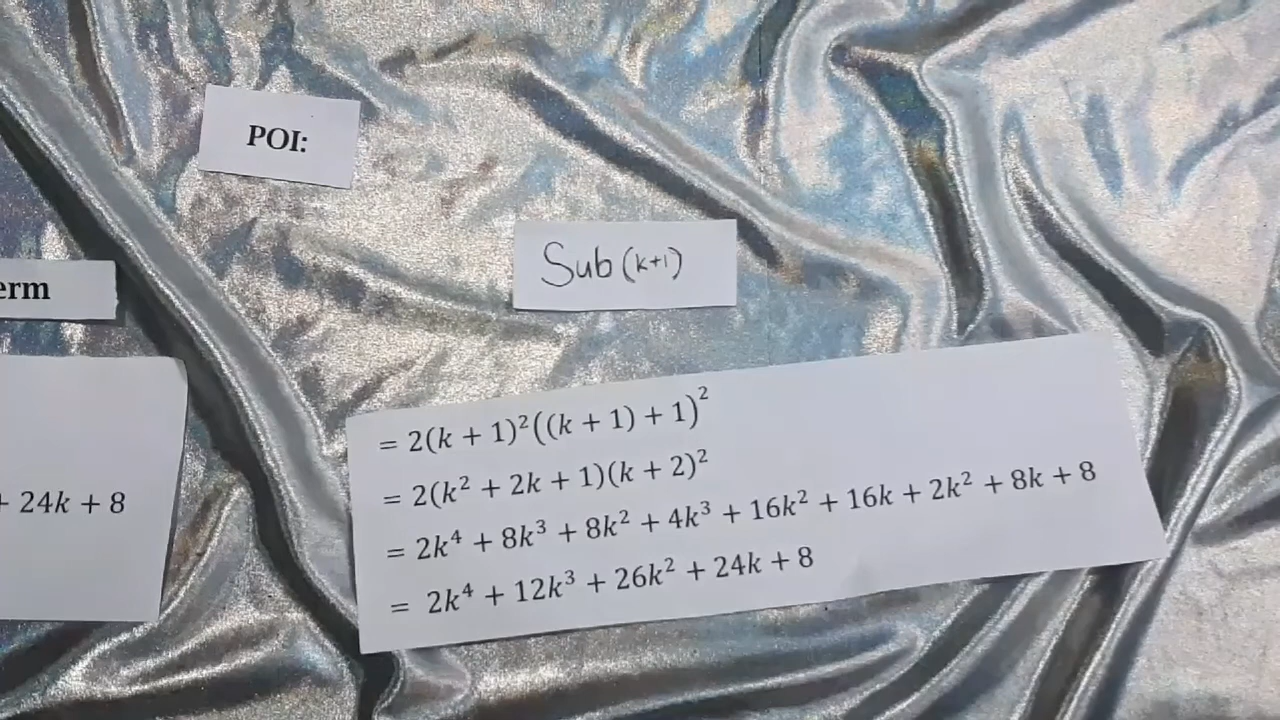 POI:
Sub (k+1)
erm
+ 24k + 8
= 2(k + 1)²((k + 1) + 1)²
= 2(k² + 2k + 1)(k + 2)²
= 2k⁴ + 8k³ + 8k² + 4k³ + 16k² + 16k + 2k² + 8k + 8
= 2k⁴ + 12k³ + 26k² + 24k + 8